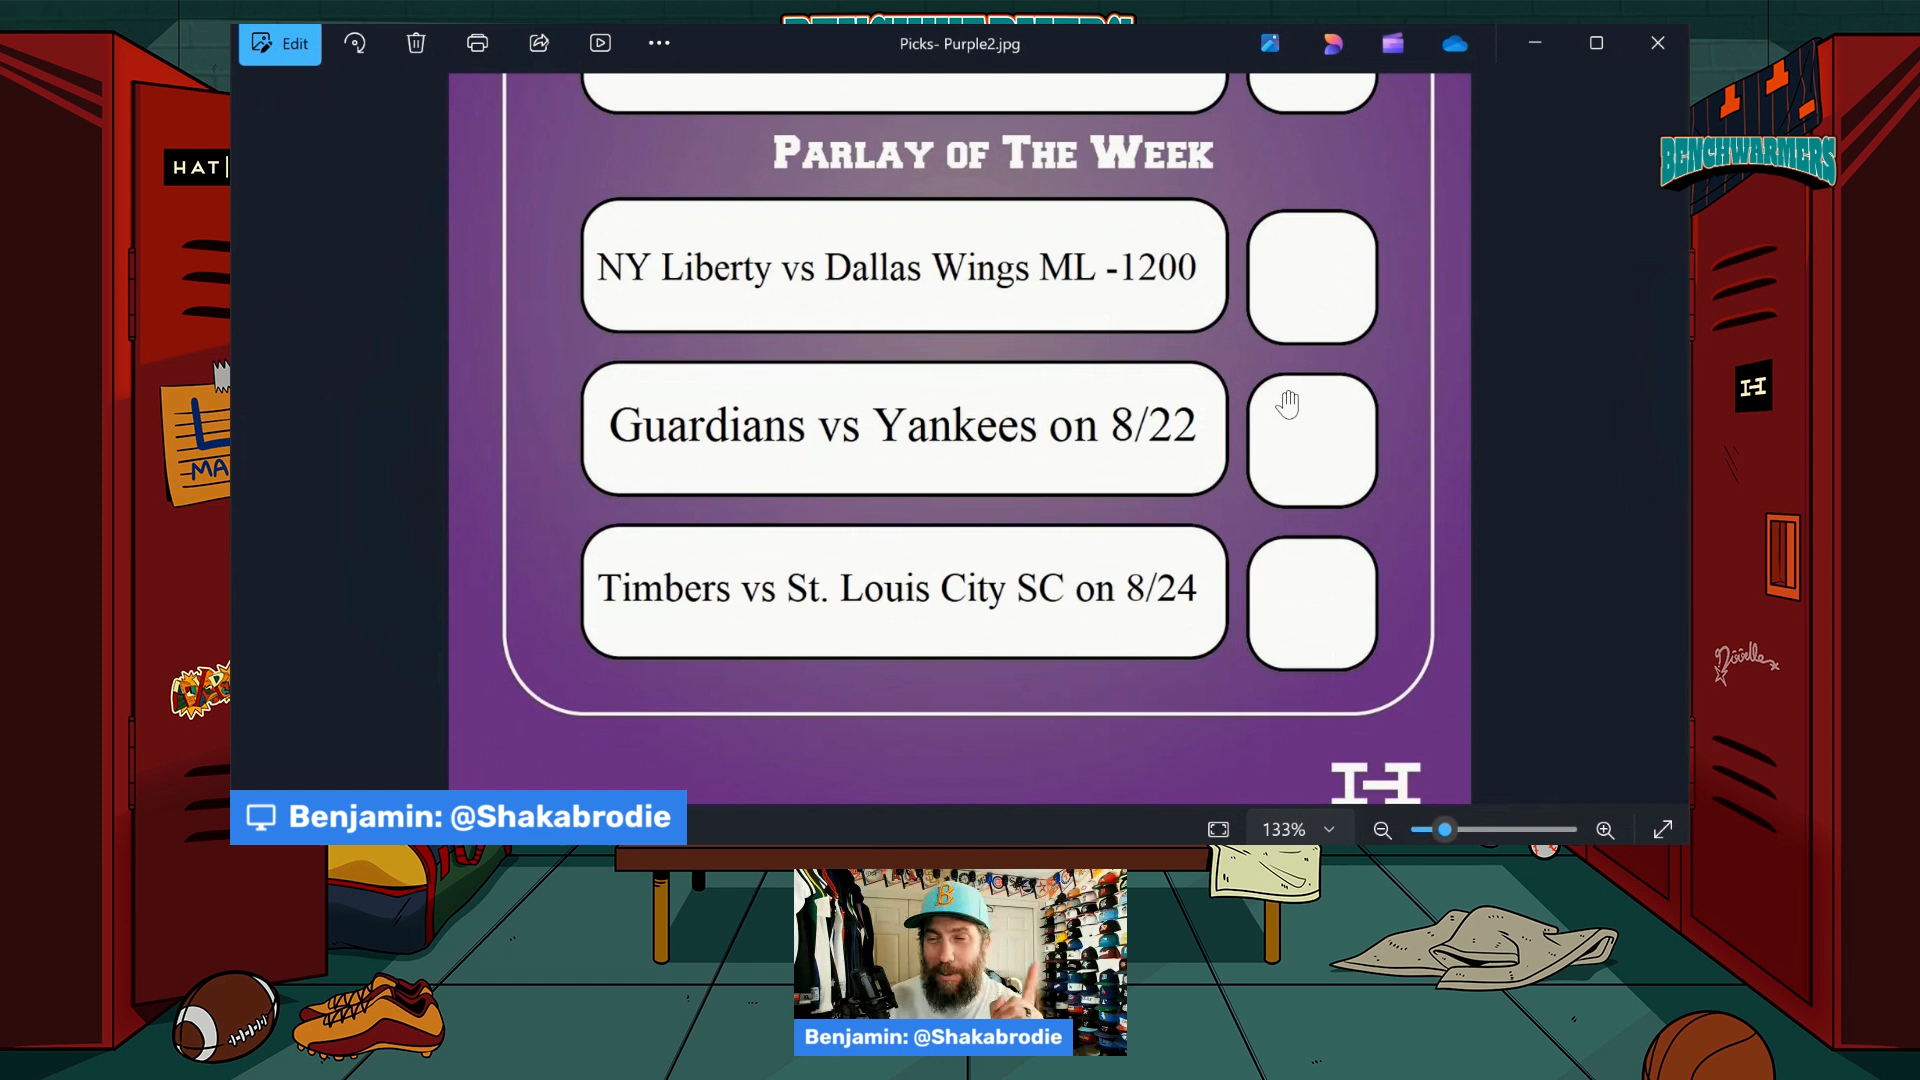 Edit
Picks- Purple2.jpg
HAT
BENCHWARMERS
PARLAY OF THE WEEK
NY Liberty vs Dallas Wings ML -1200
Guardians vs Yankees on 8/22
Timbers vs St. Louis City SC on 8/24
L
MA
Benjamin: @Shakabrodie
133%
B
Benjamin: @Shakabrodie